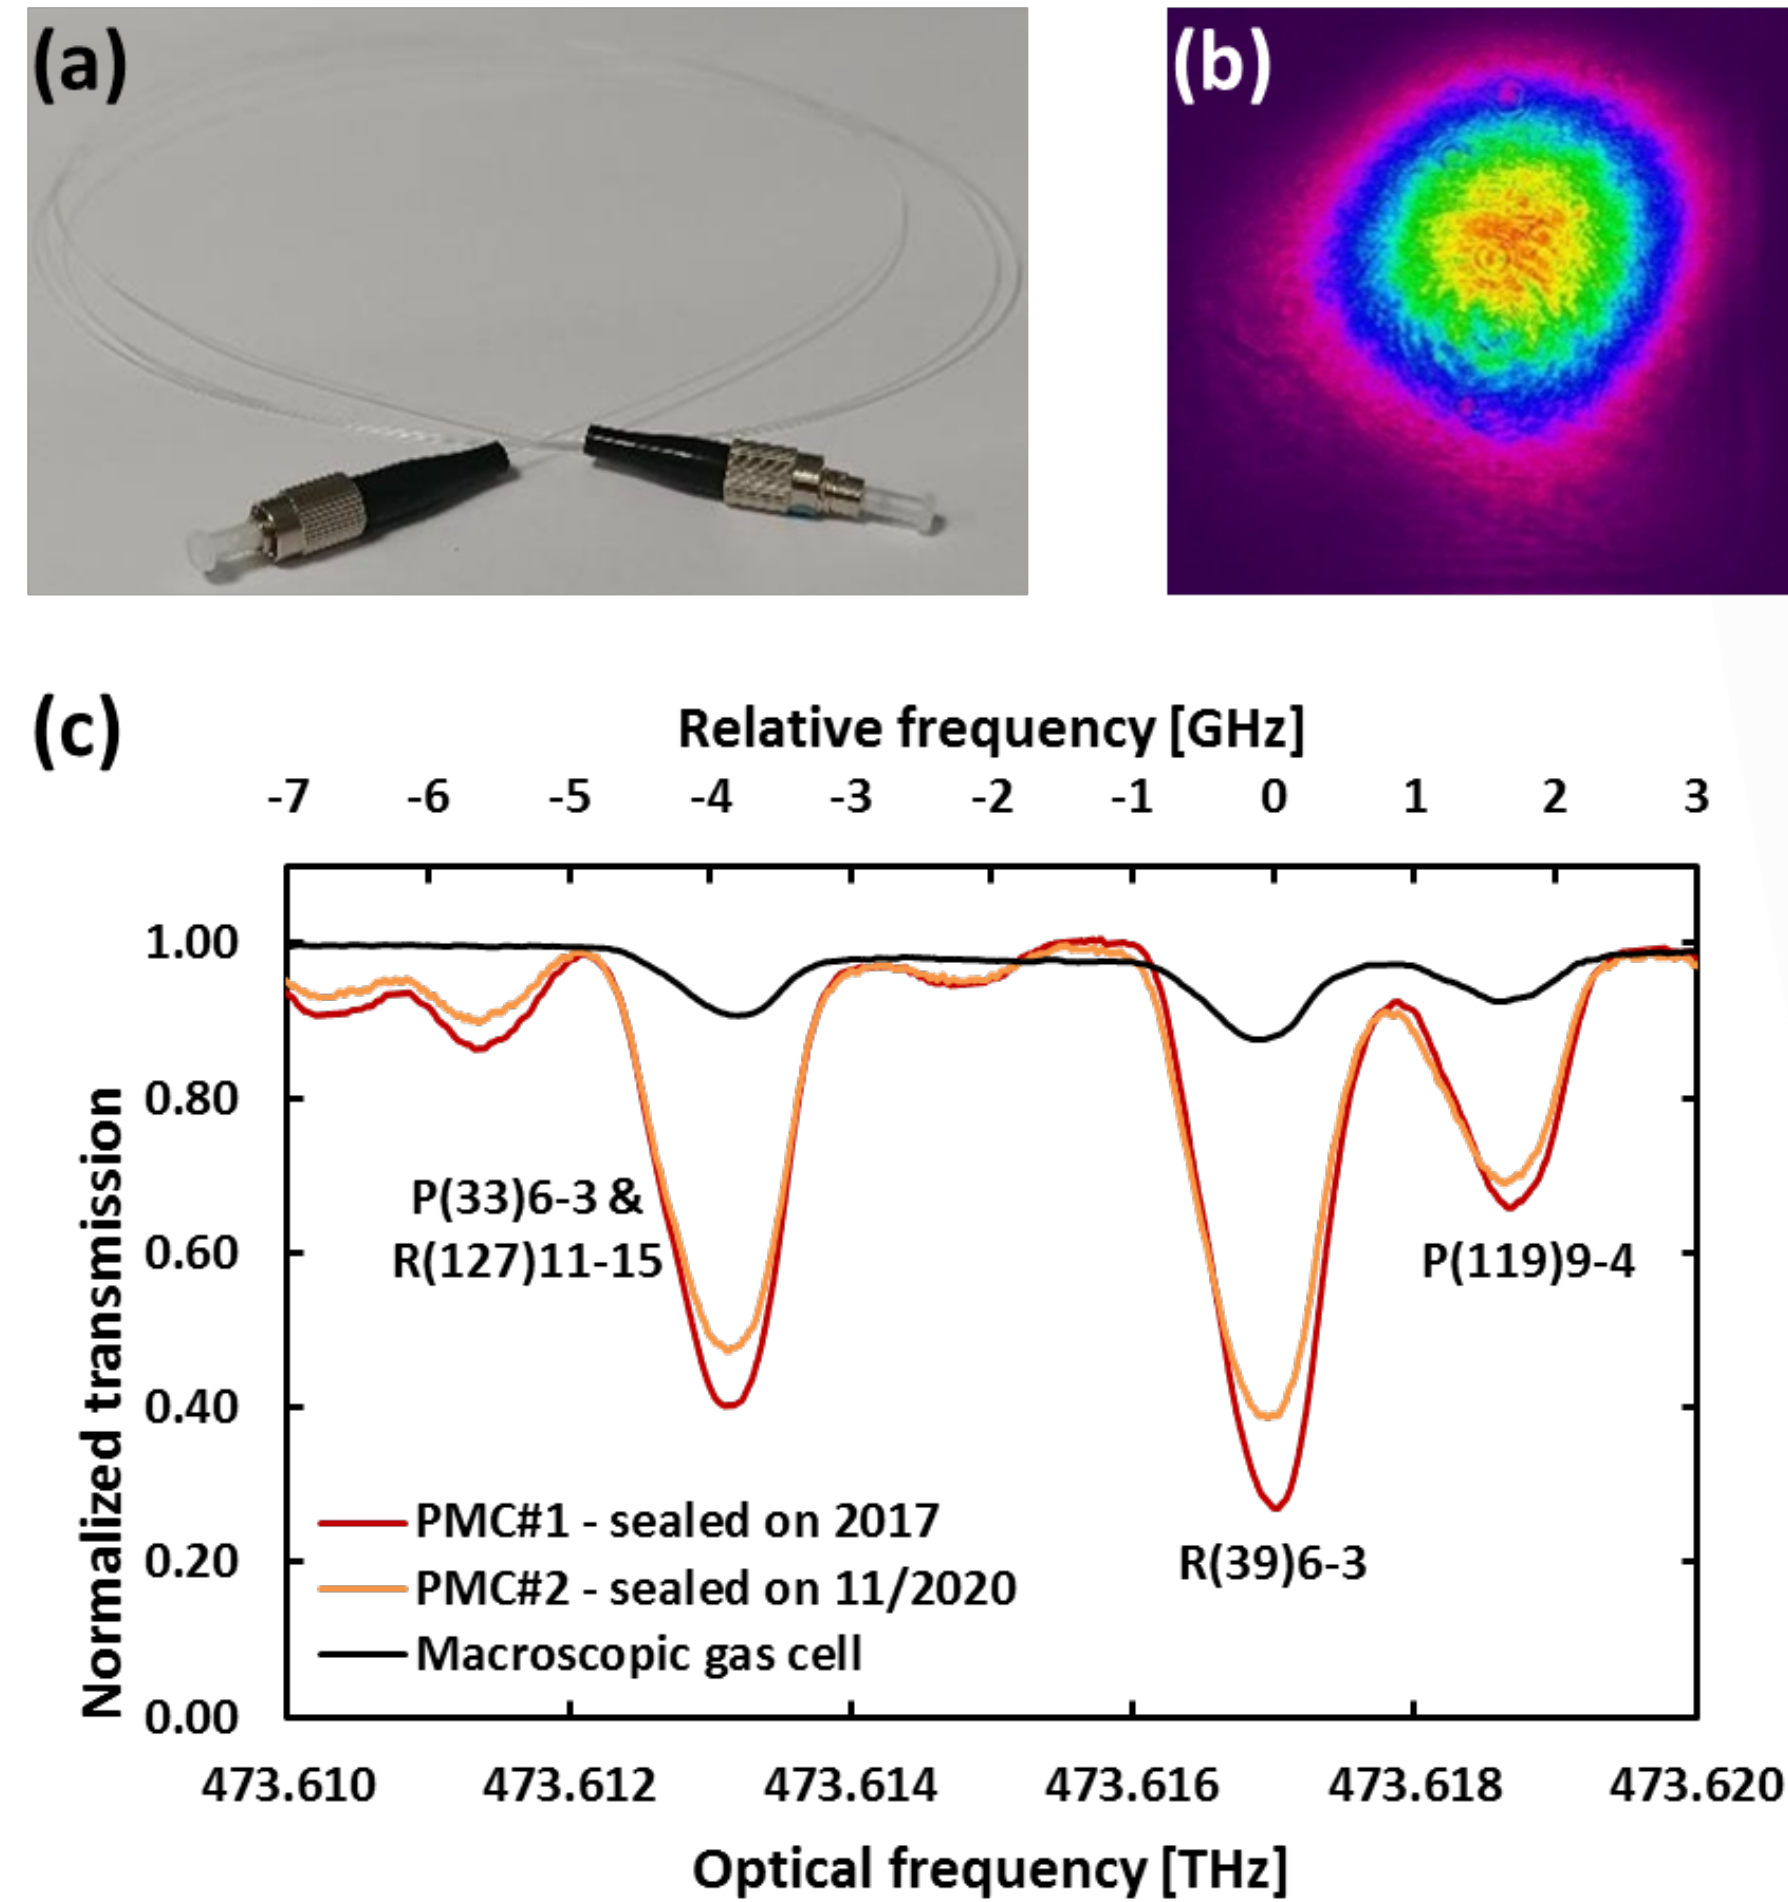 (a)
(b)
(c)
Relative frequency [GHz]
-7 -6 -5 -4 -3 -2 -1 0 1 2 3
Normalized transmission
1.00
0.80
0.60
0.40
0.20
0.00
P(33)6-3 &
R(127)11-15
P(119)9-4
R(39)6-3
PMC#1 - sealed on 2017
PMC#2 - sealed on 11/2020
Macroscopic gas cell
473.610 473.612 473.614 473.616 473.618 473.620
Optical frequency [THz]